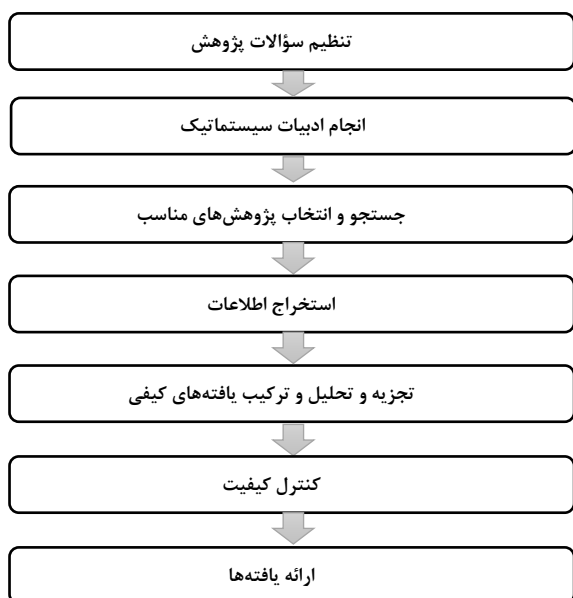 تنظیم سؤالات پژوهش
انجام ادبیات سیستماتیک
جستجو و انتخاب پژوهش‌های مناسب
استخراج اطلاعات
تجزیه و تحلیل و ترکیب یافته‌های کیفی
کنترل کیفیت
ارائه یافته‌ها